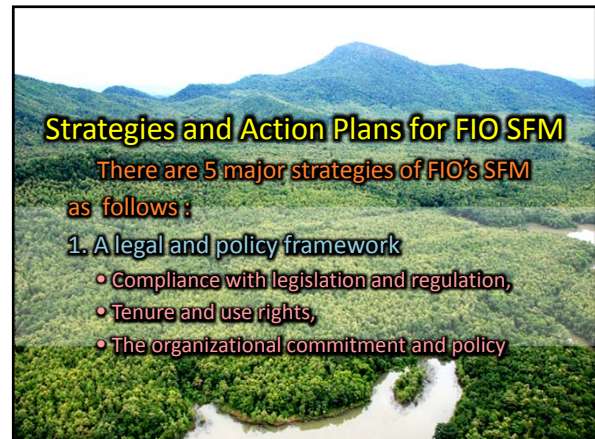 Strategies and Action Plans for FIO SFM
There are 5 major strategies of FIO's SFM
as follows :
1. A legal and policy framework
• Compliance with legislation and regulation,
• Tenure and use rights,
• The organizational commitment and policy